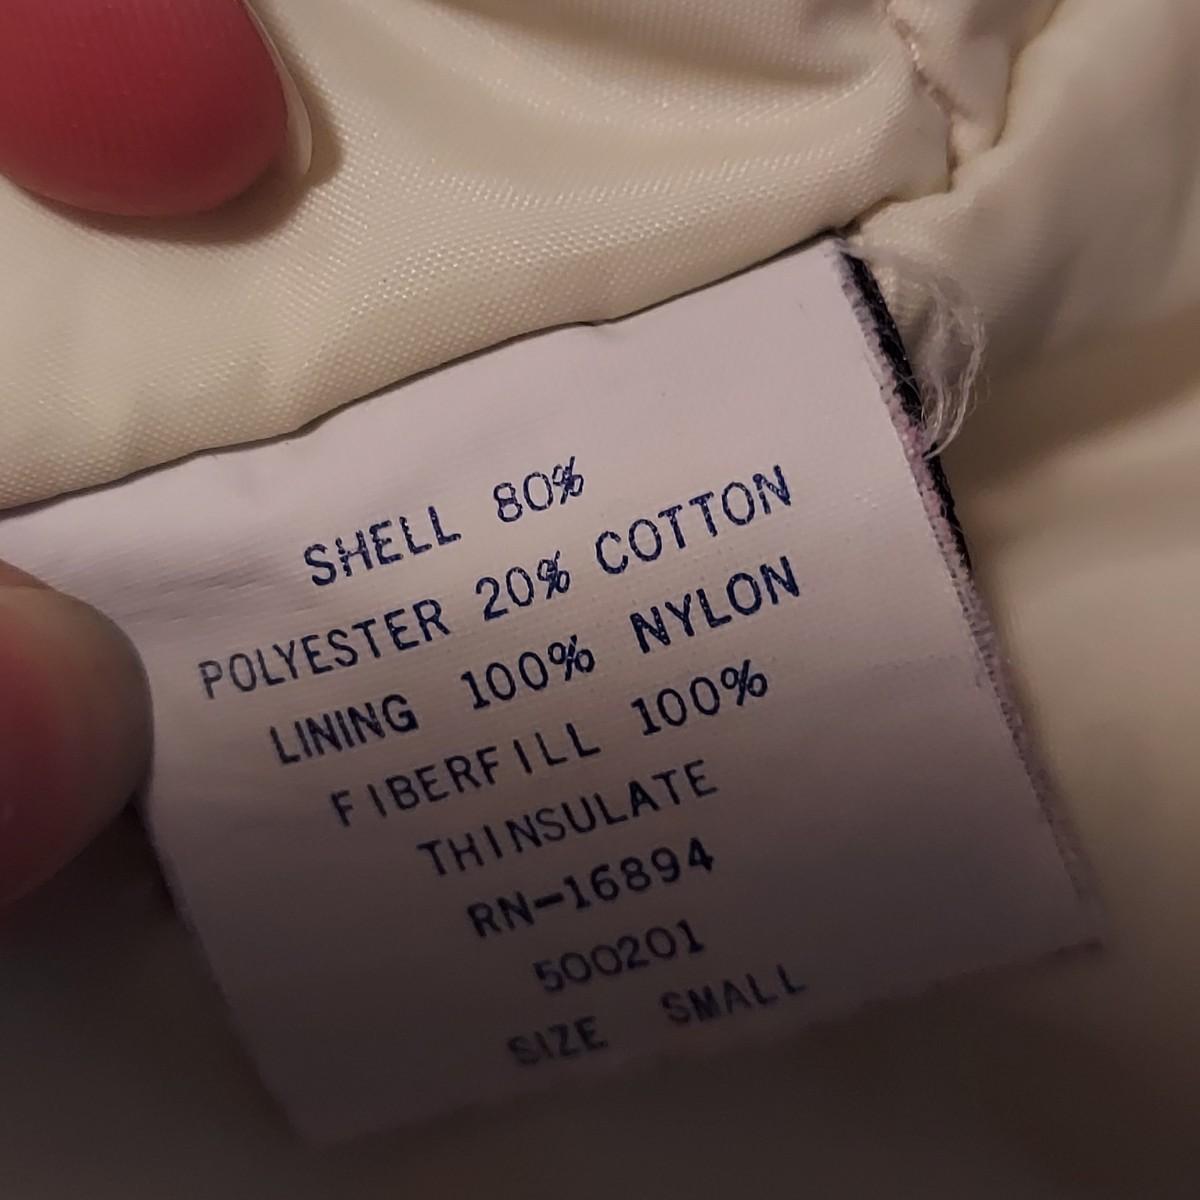 SHELL 80%
POLYESTER 20% COTTON
LINING 100% NYLON
FIBERFILL 100%
THINSULATE
RN-16894
500201
SIZE SMALL